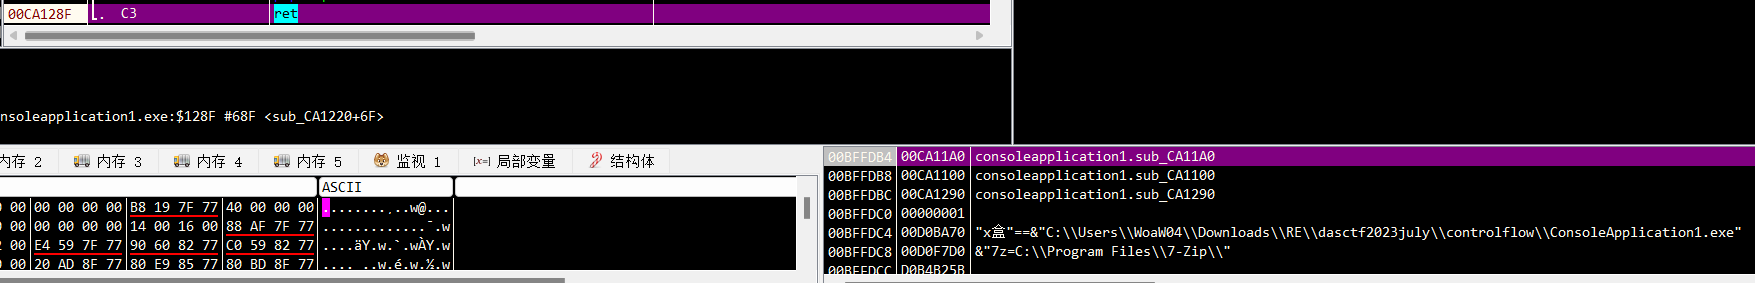 00CA128F C3 ret
nsoleapplication1.exe:$128F #68F <sub_CA1220+6F>
内存 2 内存 3 内存 4 内存 5 监视 1 [x=] 局部变量 结构体
ASCII
0 00 00 00 00 00 B8 19 7F 77 40 00 00 00 .........w@...
0 00 00 00 00 00 14 00 16 00 88 AF 7F 77 .............¯.w
2 00 E4 59 7F 77 90 60 82 77 C0 59 82 77 ....äY.w.`.wÀY.w
0 00 20 AD 8F 77 80 E9 85 77 80 BD 8F 77 .... ..w.é.w.½.w
00BFFDB4 00CA11A0 consoleapplication1.sub_CA11A0
00BFFDB8 00CA1100 consoleapplication1.sub_CA1100
00BFFDBC 00CA1290 consoleapplication1.sub_CA1290
00BFFDC0 00000001
00BFFDC4 00D0BA70 "x盒"==&"C:\\Users\\WoaW04\\Downloads\\RE\\dasctf2023july\\controlflow\\ConsoleApplication1.exe"
00BFFDC8 00D0F7D0 &"7z=C:\\Program Files\\7-Zip\\"
00BFFDCC D0B4B25B